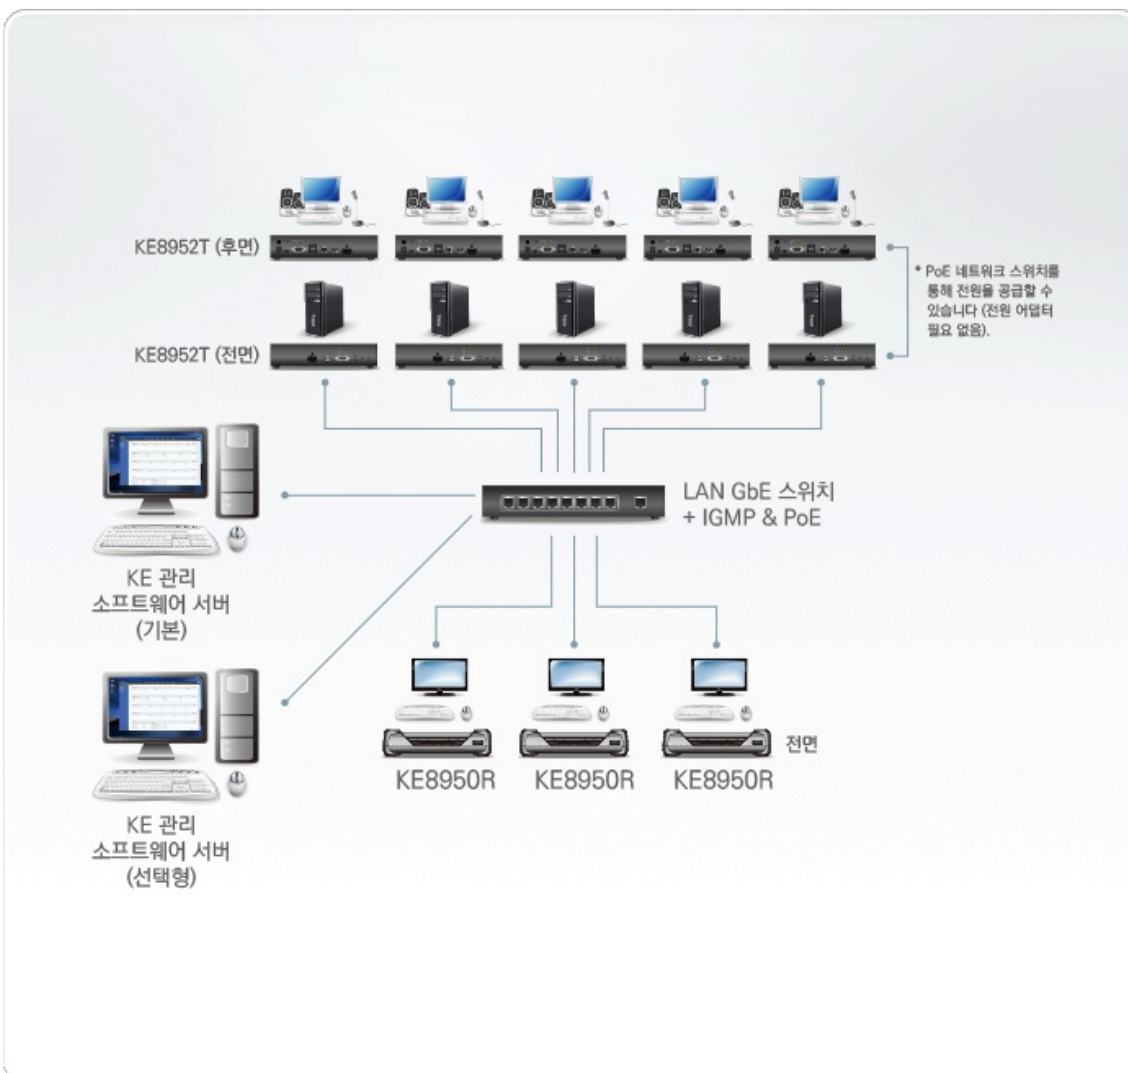 KE8952T (후면)
* PoE 네트워크 스위치를
통해 전원을 공급할 수
있습니다 (전원 어댑터
필요 없음).
KE8952T (전면)
LAN GbE 스위치
+ IGMP & PoE
KE 관리
소프트웨어 서버
(기본)
전면
KE8950R
KE8950R
KE8950R
KE 관리
소프트웨어 서버
(선택형)